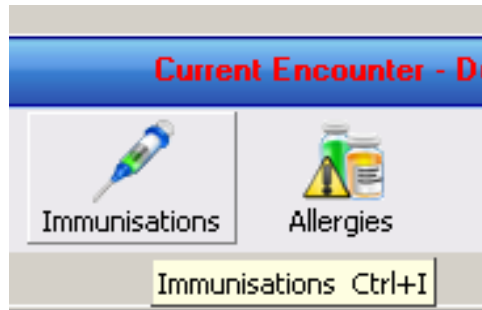 Current Encounter -
Immunisations
Allergies
Immunisations Ctrl+I